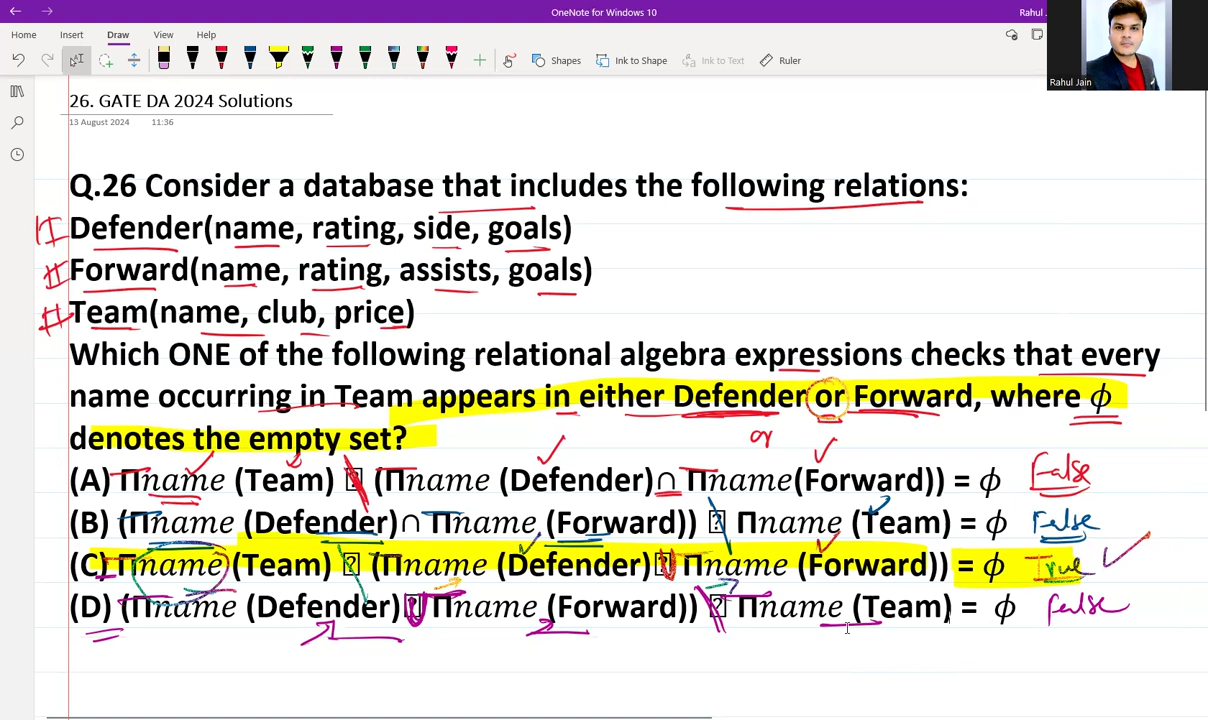 OneNote for Windows 10
Rahul J
Home Insert Draw View Help
Shapes Ink to Shape Ink to Text Ruler
Rahul Jain
26. GATE DA 2024 Solutions
13 August 2024 11:36
Q.26 Consider a database that includes the following relations:
Defender(name, rating, side, goals)
Forward(name, rating, assists, goals)
Team(name, club, price)
Which ONE of the following relational algebra expressions checks that every
name occurring in Team appears in either Defender or Forward, where ϕ
denotes the empty set?
or
(A) Πname (Team) \ (Πname (Defender)∩ Πname(Forward)) = ϕ False
(B) (Πname (Defender)∩ Πname (Forward)) \ Πname (Team) = ϕ False
(C) Πname (Team) \ (Πname (Defender)∪ Πname (Forward)) = ϕ True
(D) (Πname (Defender)∪ Πname (Forward)) \ Πname (Team) = ϕ False